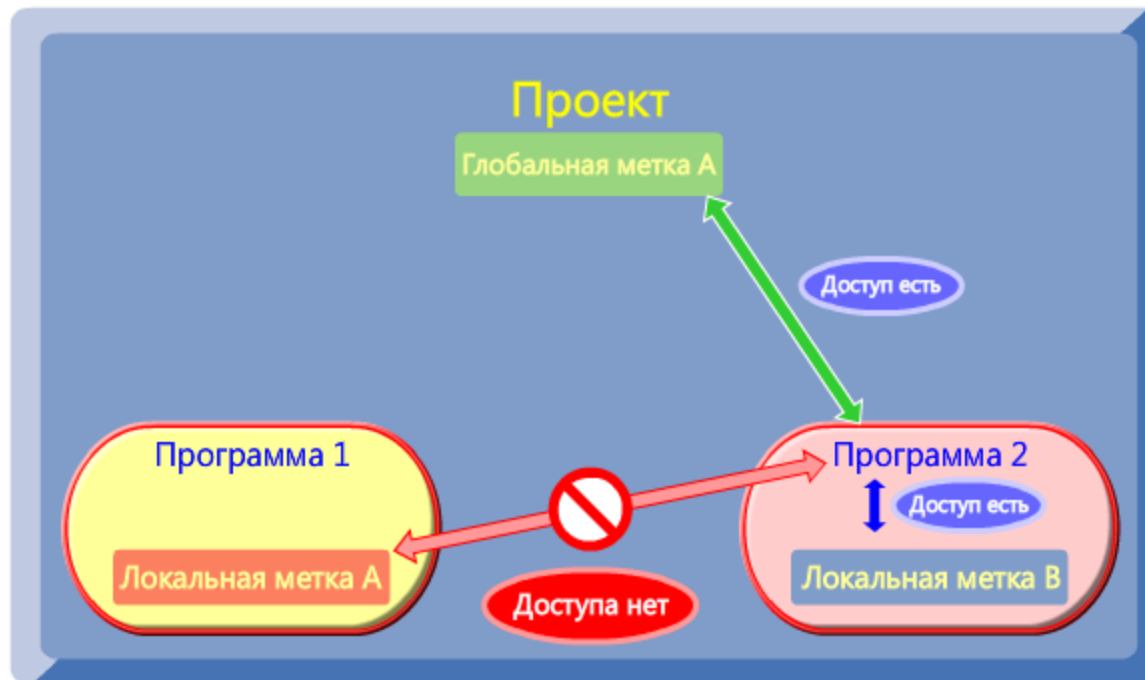 Проект
Глобальная метка A
Доступ есть
Программа 1
Программа 2
Доступ есть
Локальная метка A
Доступа нет
Локальная метка B